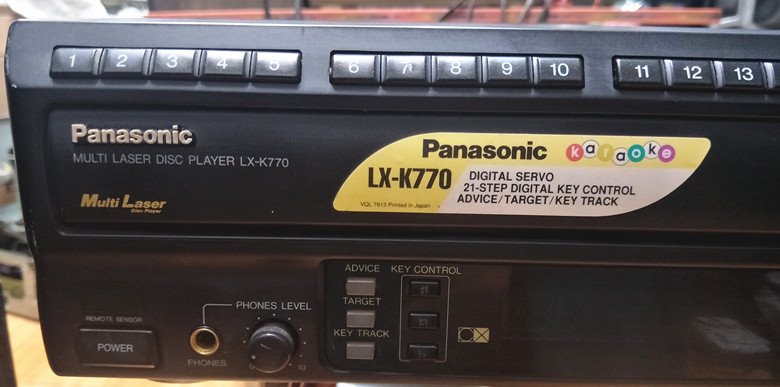 1 2 3 4 5 6 7 8 9 10 11 12 13
Panasonic
MULTI LASER DISC PLAYER LX-K770
Multi Laser
Disc Player
Panasonic karaoke
LX-K770
DIGITAL SERVO
21-STEP DIGITAL KEY CONTROL
ADVICE/TARGET/KEY TRACK
VQL 7613 Printed in Japan
ADVICE KEY CONTROL
♯
TARGET
♮
KEY TRACK
♭
CX
PHONES LEVEL
0 10
PHONES
REMOTE SENSOR
POWER